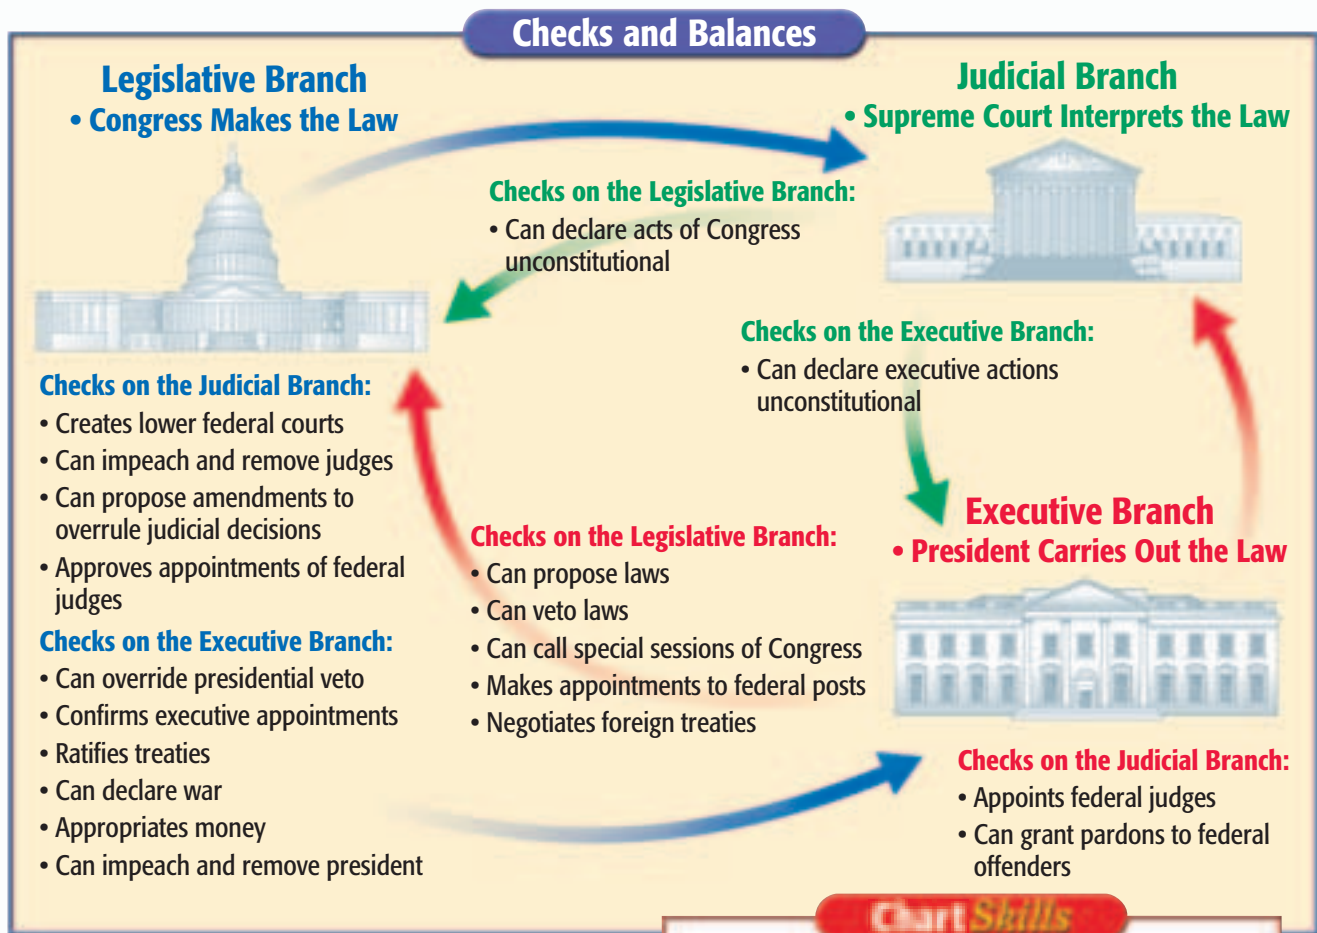 Checks and Balances
Legislative Branch
• Congress Makes the Law
Judicial Branch
• Supreme Court Interprets the Law
Checks on the Legislative Branch:
• Can declare acts of Congress
unconstitutional
Checks on the Executive Branch:
• Can declare executive actions
unconstitutional
Checks on the Judicial Branch:
• Creates lower federal courts
• Can impeach and remove judges
• Can propose amendments to
overrule judicial decisions
• Approves appointments of federal
judges
Checks on the Executive Branch:
• Can override presidential veto
• Confirms executive appointments
• Ratifies treaties
• Can declare war
• Appropriates money
• Can impeach and remove president
Checks on the Legislative Branch:
• Can propose laws
• Can veto laws
• Can call special sessions of Congress
• Makes appointments to federal posts
• Negotiates foreign treaties
Executive Branch
• President Carries Out the Law
Checks on the Judicial Branch:
• Appoints federal judges
• Can grant pardons to federal
offenders
Chart Skills